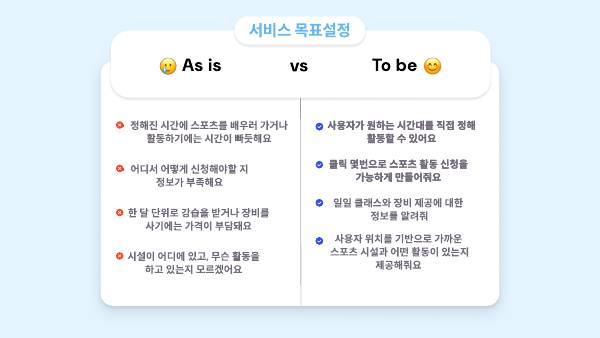 서비스 목표설정
As is
vs
To be
정해진 시간에 스포츠를 배우러 가거나
활동하기에는 시간이 빠듯해요
어디서 어떻게 신청해야할 지
정보가 부족해요
한 달 단위로 강습을 받거나 장비를
사기에는 가격이 부담돼요
시설이 어디에 있고, 무슨 활동을
하고 있는지 모르겠어요
사용자가 원하는 시간대를 직접 정해
활동할 수 있어요
클릭 몇번으로 스포츠 활동 신청을
가능하게 만들어줘요
일일 클래스와 장비 제공에 대한
정보를 알려줘
사용자 위치를 기반으로 가까운
스포츠 시설과 어떤 활동이 있는지
제공해줘요